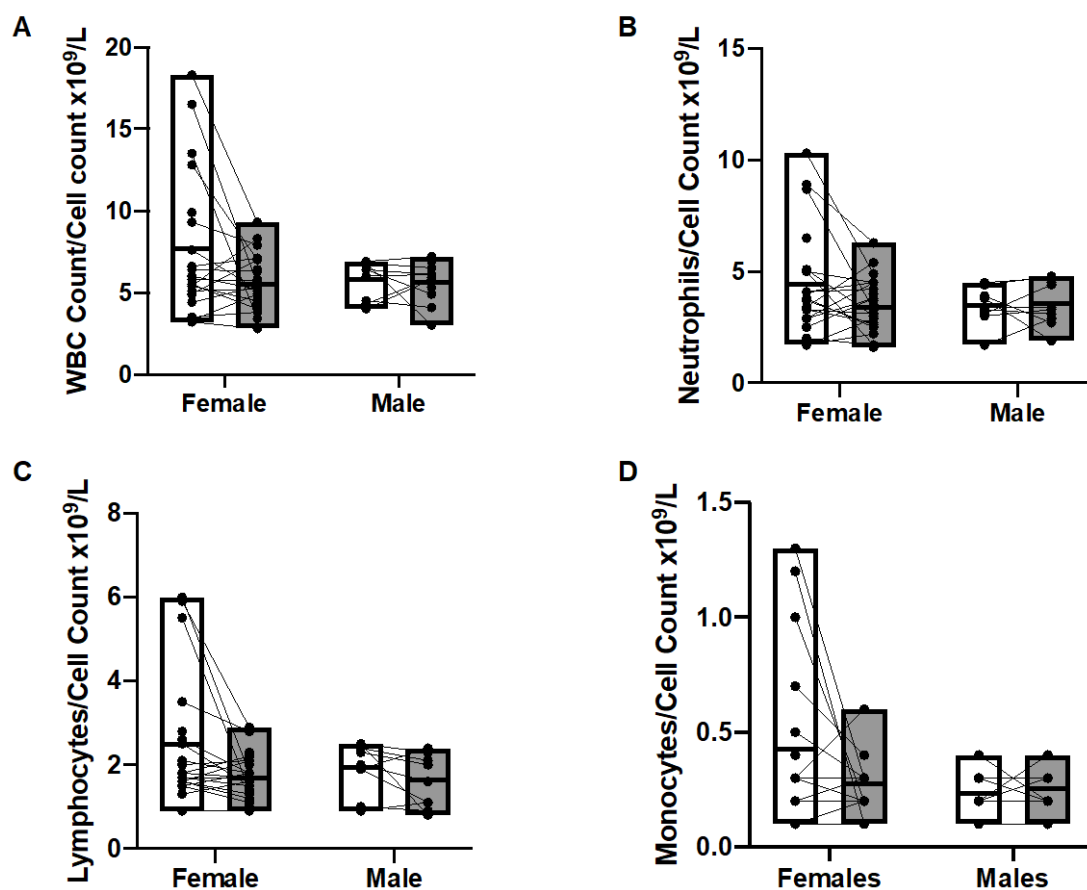 A
WBC Count/Cell count x10⁹/L
20
15
10
5
0
Female
Male
B
Neutrophils/Cell Count x10⁹/L
15
10
5
0
Female
Male
C
Lymphocytes/Cell Count x10⁹/L
8
6
4
2
0
Female
Male
D
Monocytes/Cell Count x10⁹/L
1.5
1.0
0.5
0.0
Females
Males